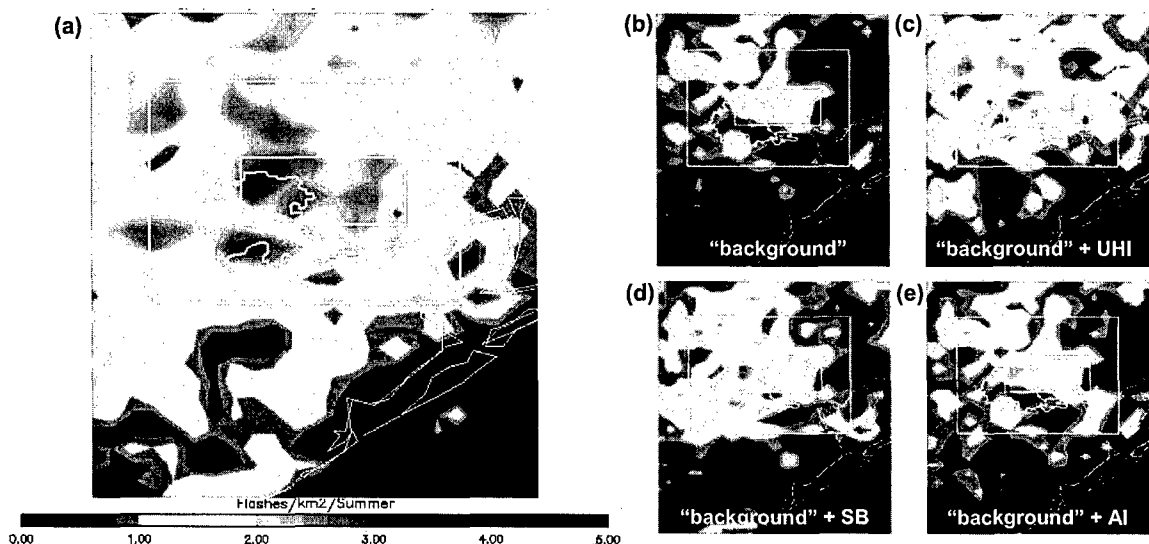 (a)
(b)
(c)
"background"
"background" + UHI
(d)
(e)
"background" + SB
"background" + AI
Flashes/km2/Summer
0.00 1.00 2.00 3.00 4.00 5.00